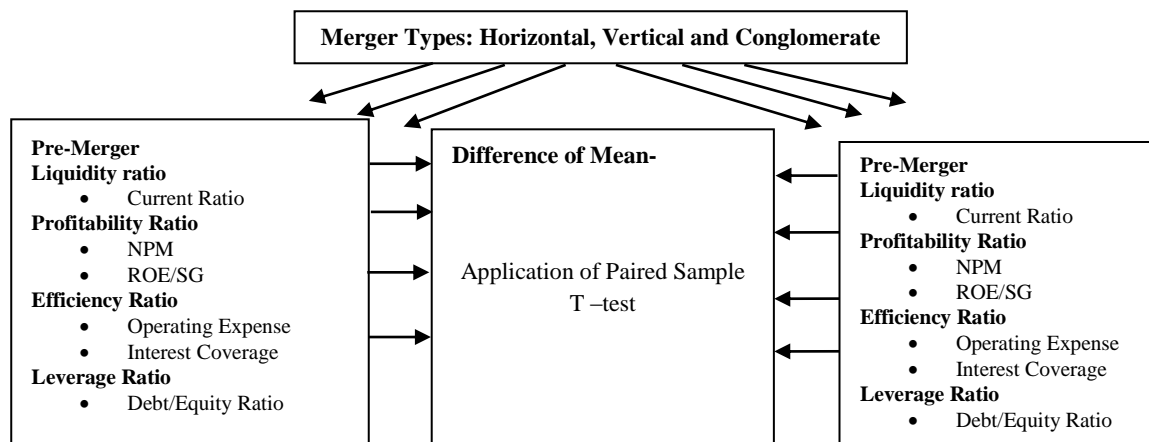 Merger Types: Horizontal, Vertical and Conglomerate
Pre-Merger
Liquidity ratio
• Current Ratio
Profitability Ratio
• NPM
• ROE/SG
Efficiency Ratio
• Operating Expense
• Interest Coverage
Leverage Ratio
• Debt/Equity Ratio
Difference of Mean-
Application of Paired Sample
T –test
Pre-Merger
Liquidity ratio
• Current Ratio
Profitability Ratio
• NPM
• ROE/SG
Efficiency Ratio
• Operating Expense
• Interest Coverage
Leverage Ratio
• Debt/Equity Ratio